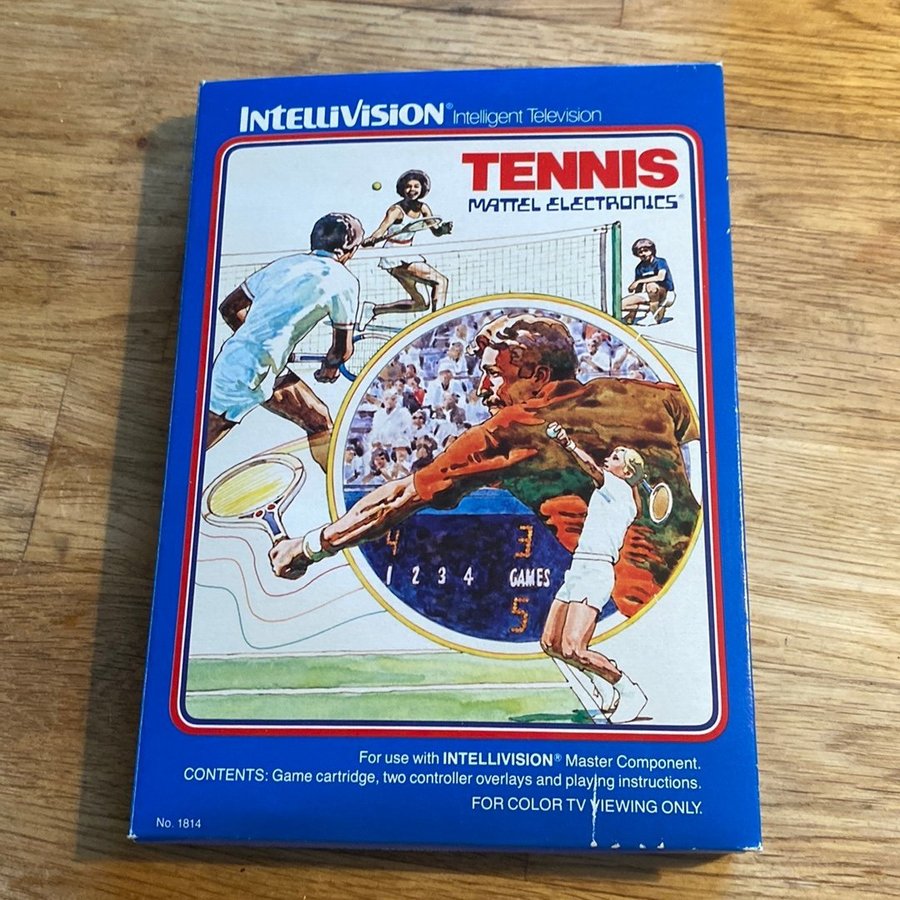 INTELLIVISION® Intelligent Television
TENNIS
MATTEL ELECTRONICS®
4 3
1 2 3 4 GAMES
5
For use with INTELLIVISION® Master Component.
CONTENTS: Game cartridge, two controller overlays and playing instructions.
FOR COLOR TV VIEWING ONLY.
No. 1814